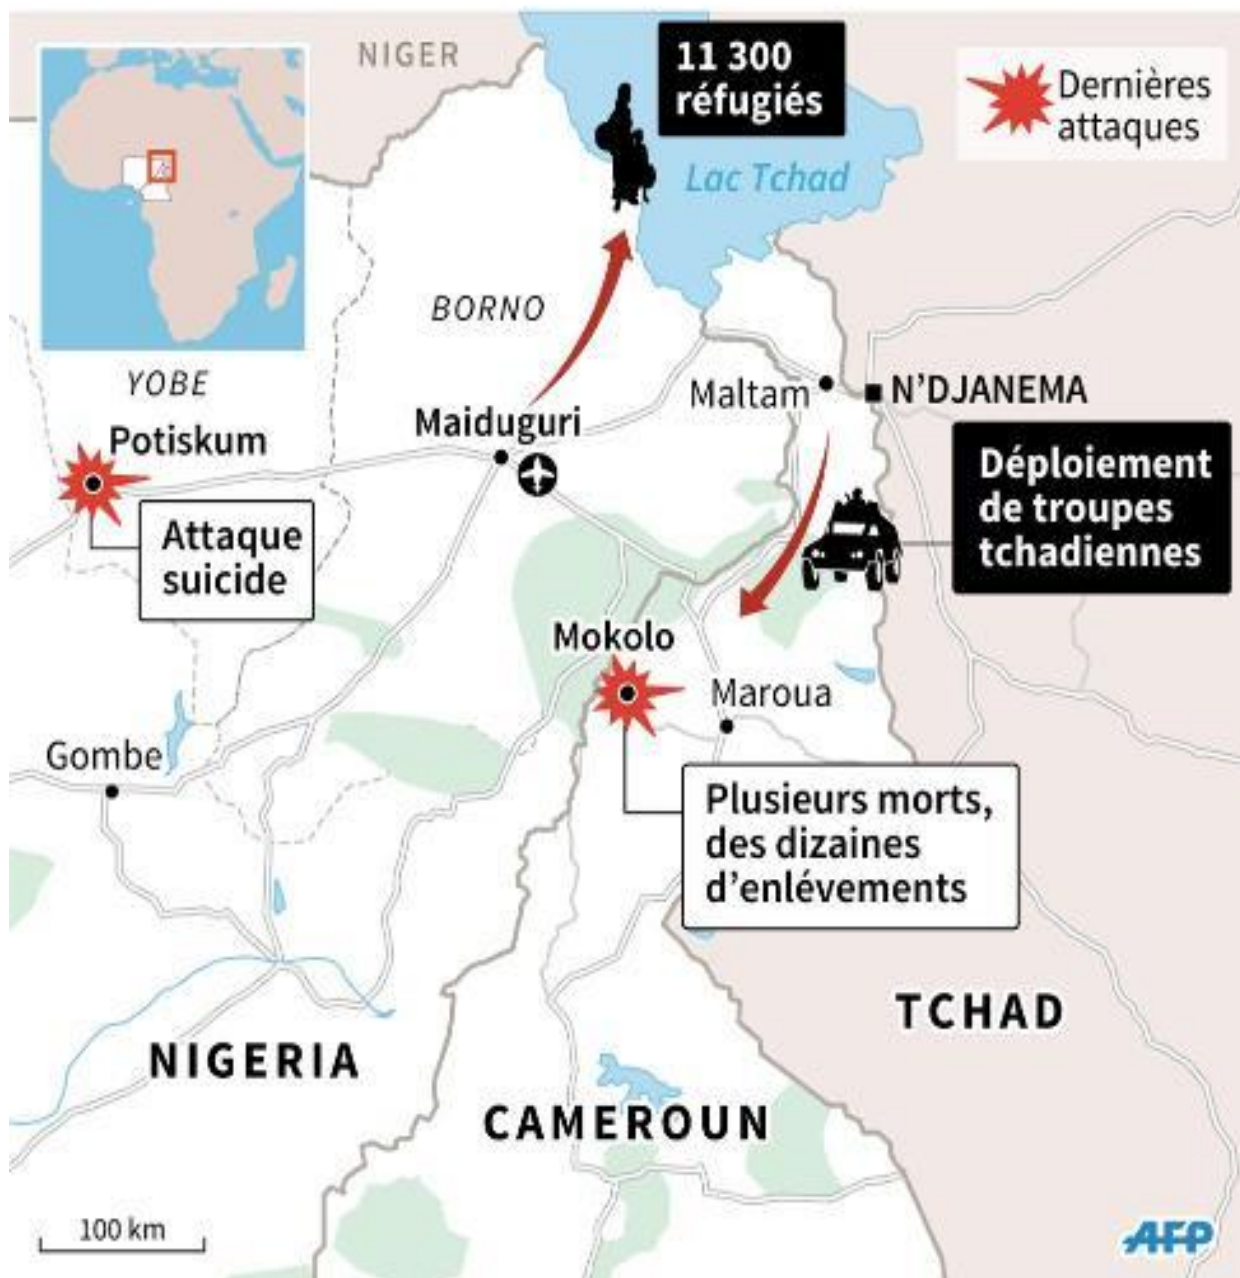 NIGER
11 300
réfugiés
Dernières
attaques
Lac Tchad
BORNO
YOBE
Maltam
N'DJANEMA
Potiskum
Maiduguri
Attaque
suicide
Déploiement
de troupes
tchadiennes
Mokolo
Maroua
Gombe
Plusieurs morts,
des dizaines
d'enlévements
TCHAD
NIGERIA
CAMEROUN
100 km
AFP